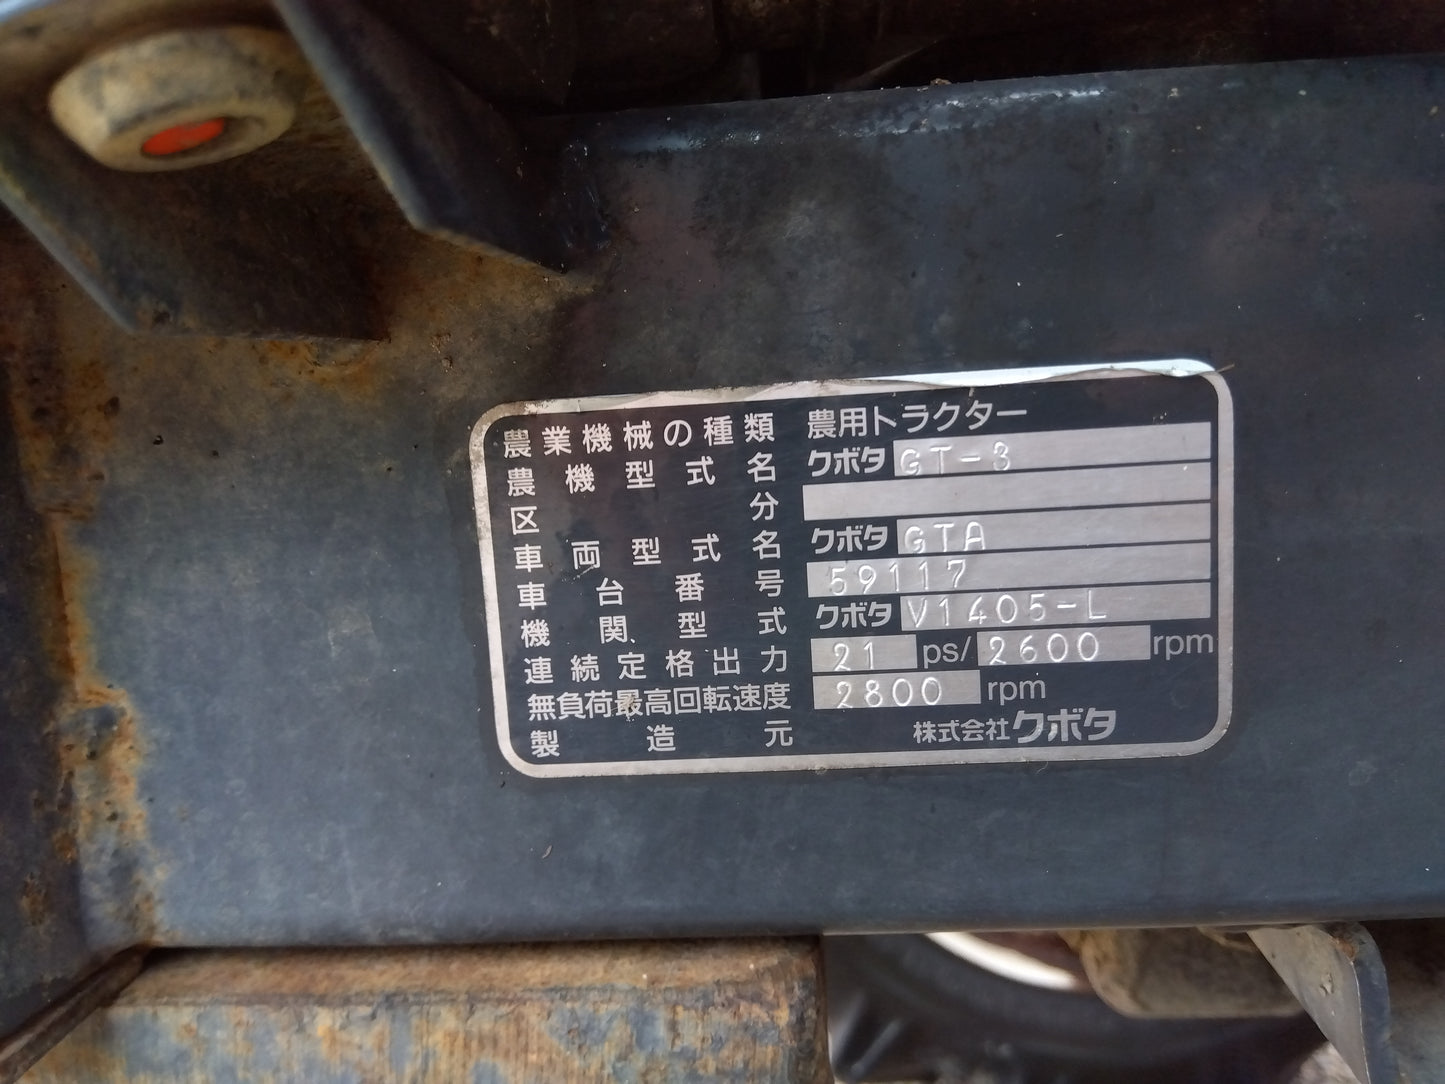 農業機械の種類 農用トラクター
農機型式名 クボタ GT-3
区分
車両型式名 クボタ GTA
車台番号 59117
機関型式 クボタ V1405-L
連続定格出力 21 ps/ 2600 rpm
無負荷最高回転速度 2800 rpm
製造元 株式会社クボタ